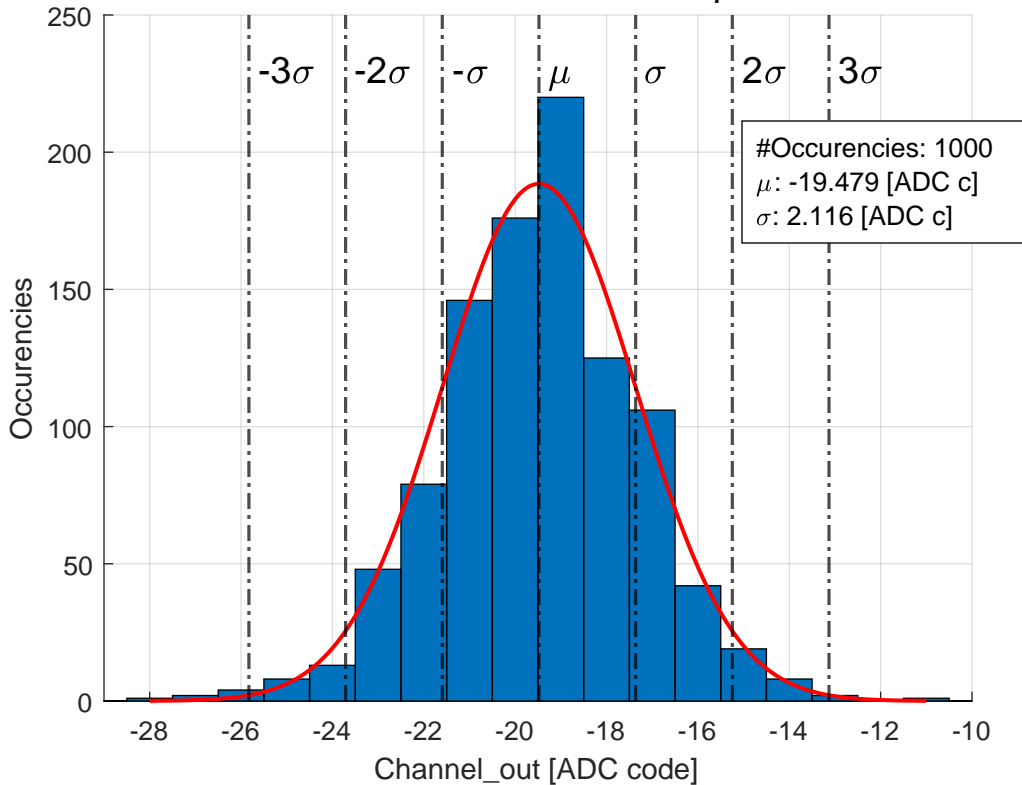 250
200
150
100
50
0
-3σ -2σ -σ μ σ 2σ 3σ
#Occurencies: 1000
μ: -19.479 [ADC c]
σ: 2.116 [ADC c]
Occurencies
-28 -26 -24 -22 -20 -18 -16 -14 -12 -10
Channel_out [ADC code]